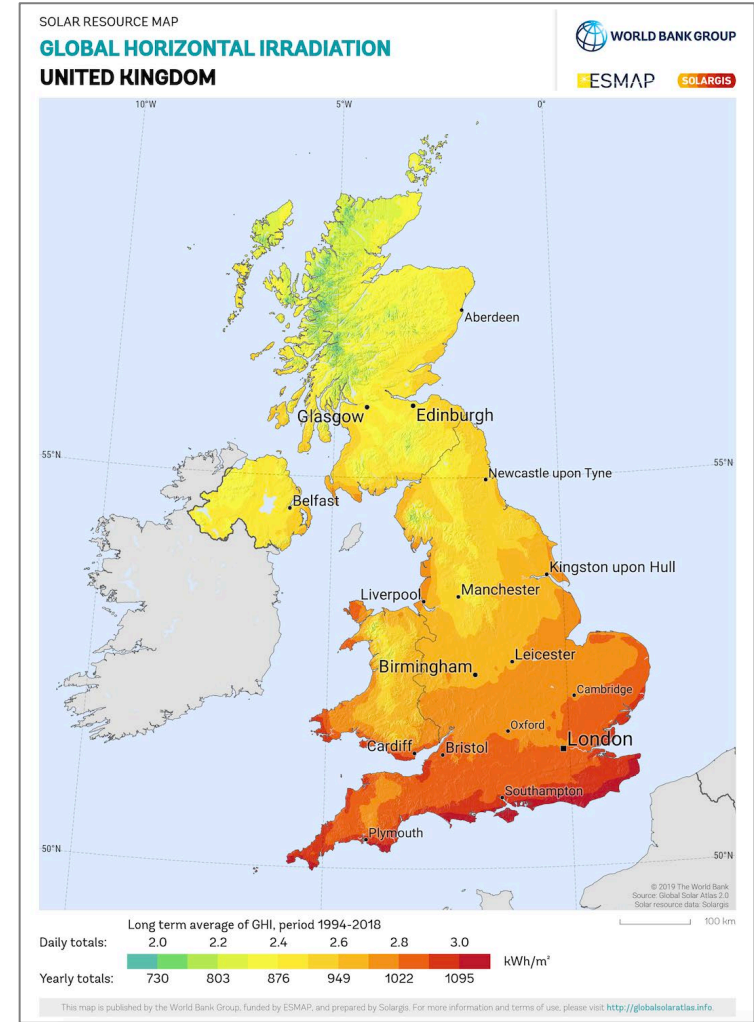 SOLAR RESOURCE MAP
GLOBAL HORIZONTAL IRRADIATION
UNITED KINGDOM
WORLD BANK GROUP
ESMAP
SOLARGIS
10°W 5°W 0°
Aberdeen
Glasgow Edinburgh
55°N 55°N
Newcastle upon Tyne
Belfast
Kingston upon Hull
Liverpool Manchester
Leicester
Birmingham
Cambridge
Oxford
London
Cardiff Bristol
Southampton
Plymouth
50°N 50°N
© 2019 The World Bank
Source: Global Solar Atlas 2.0
Solar resource data: Solargis
100 km
Long term average of GHI, period 1994-2018
Daily totals: 2.0 2.2 2.4 2.6 2.8 3.0
kWh/m²
Yearly totals: 730 803 876 949 1022 1095
This map is published by the World Bank Group, funded by ESMAP, and prepared by Solargis. For more information and terms of use, please visit http://globalsolaratlas.info.